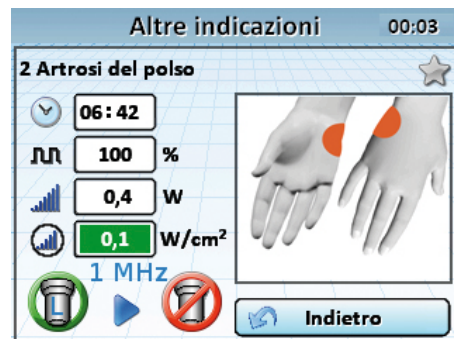 Altre indicazioni 00:03
2 Artrosi del polso
06:42
100 %
0,4 W
0,1 W/cm²
1 MHz
L
Indietro